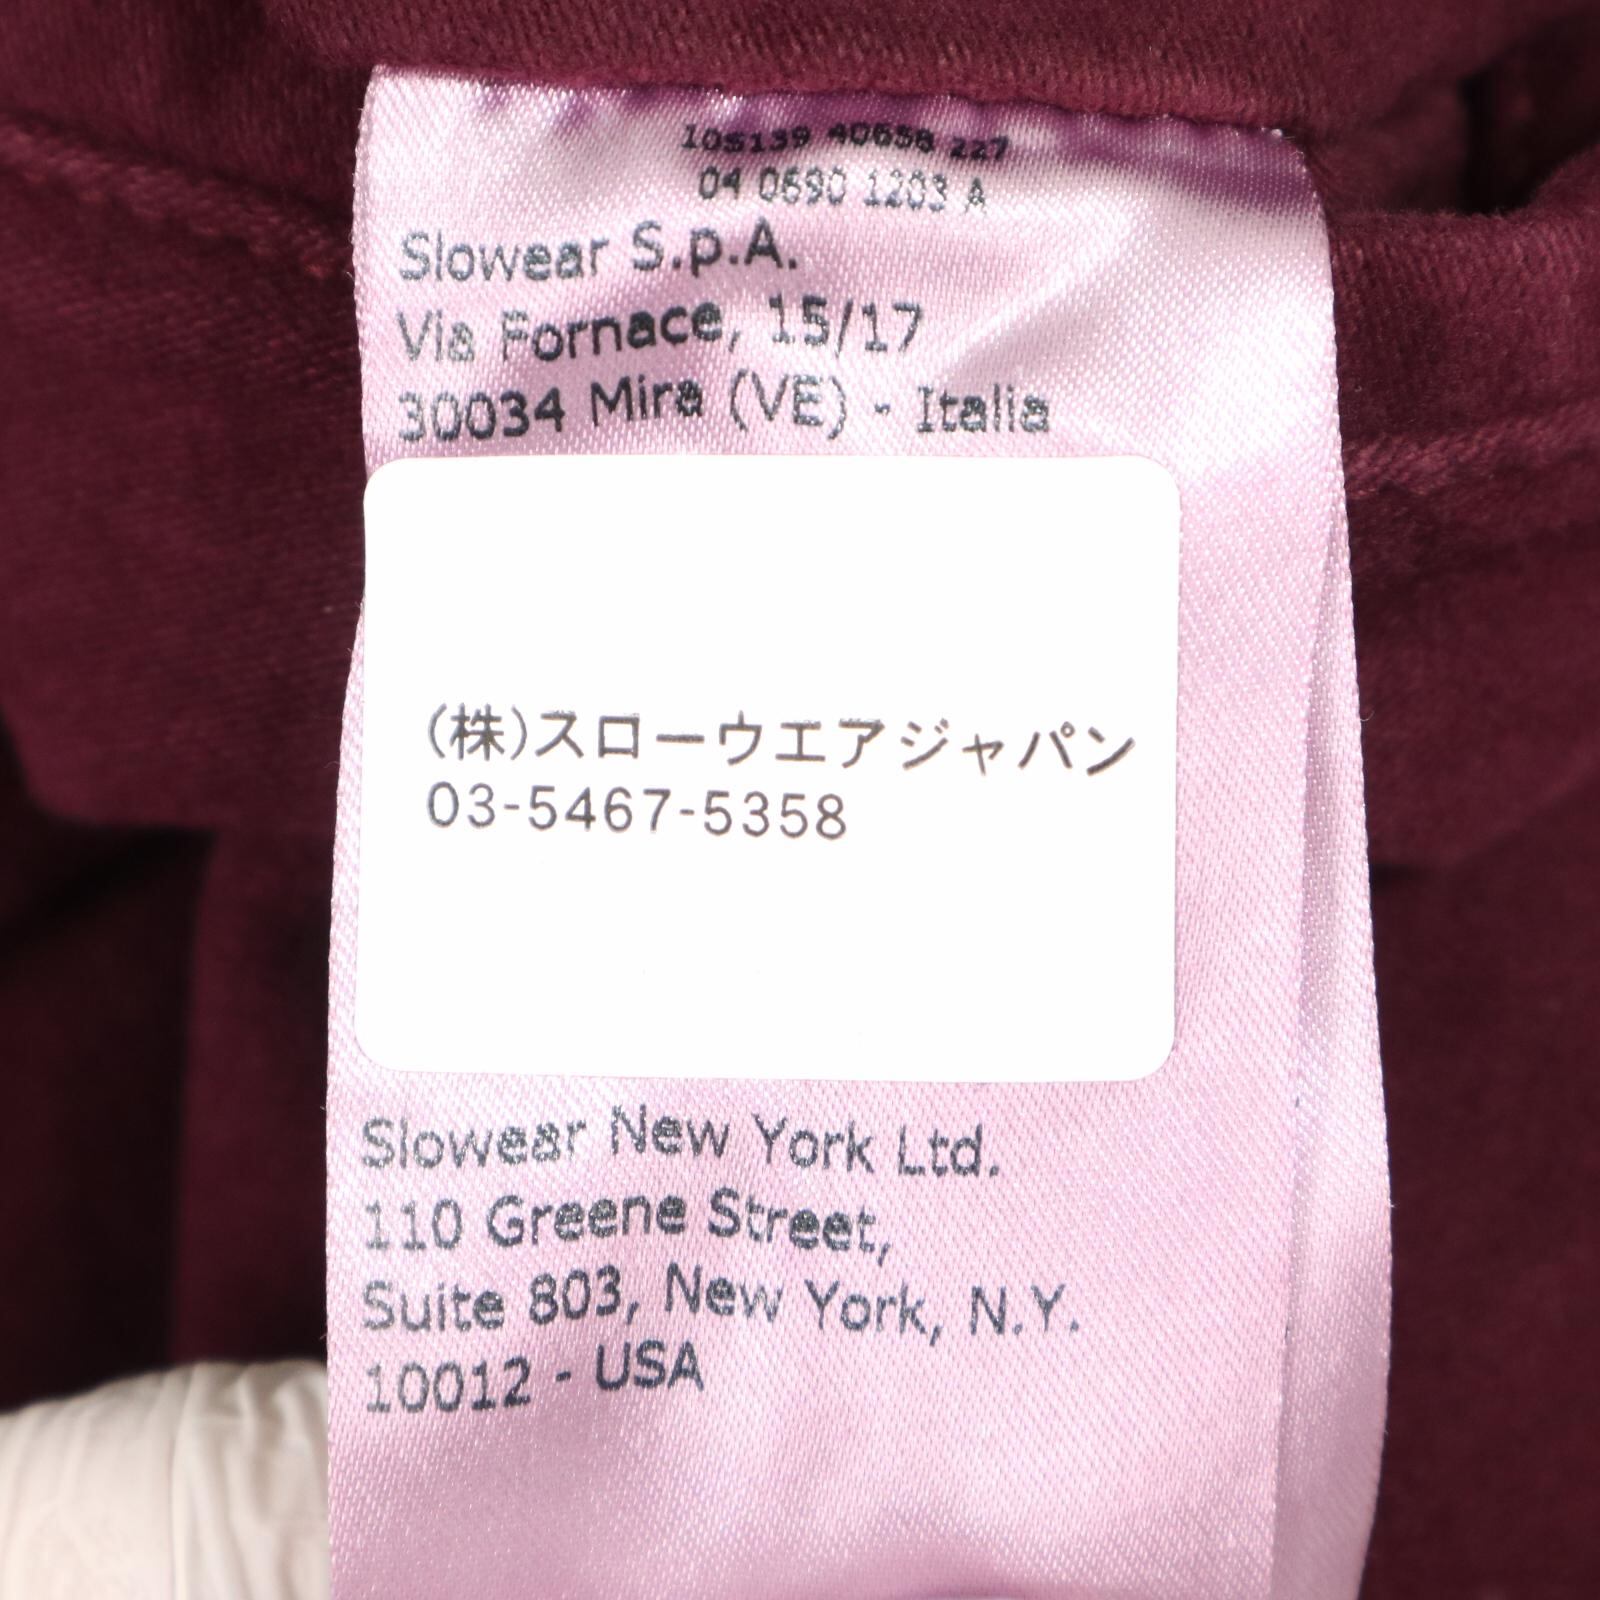 10S139 40658 227
04 0690 1203 A
Slowear S.p.A.
Via Fornace, 15/17
30034 Mira (VE) - Italia
(株)スローウエアジャパン
03-5467-5358
Slowear New York Ltd.
110 Greene Street,
Suite 803, New York, N.Y.
10012 - USA